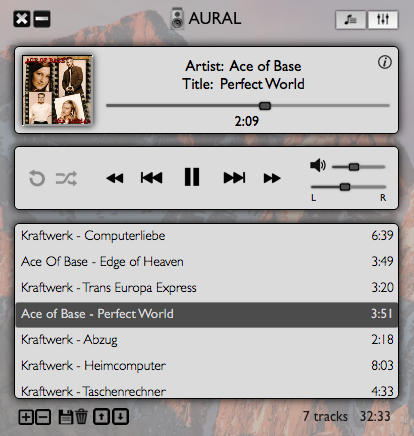 AURAL
Artist: Ace of Base
Title: Perfect World
2:09
L R
Kraftwerk - Computerliebe 6:39
Ace Of Base - Edge of Heaven 3:49
Kraftwerk - Trans Europa Express 3:20
Ace of Base - Perfect World 3:51
Kraftwerk - Abzug 2:18
Kraftwerk - Heimcomputer 8:03
Kraftwerk - Taschenrechner 4:33
7 tracks 32:33